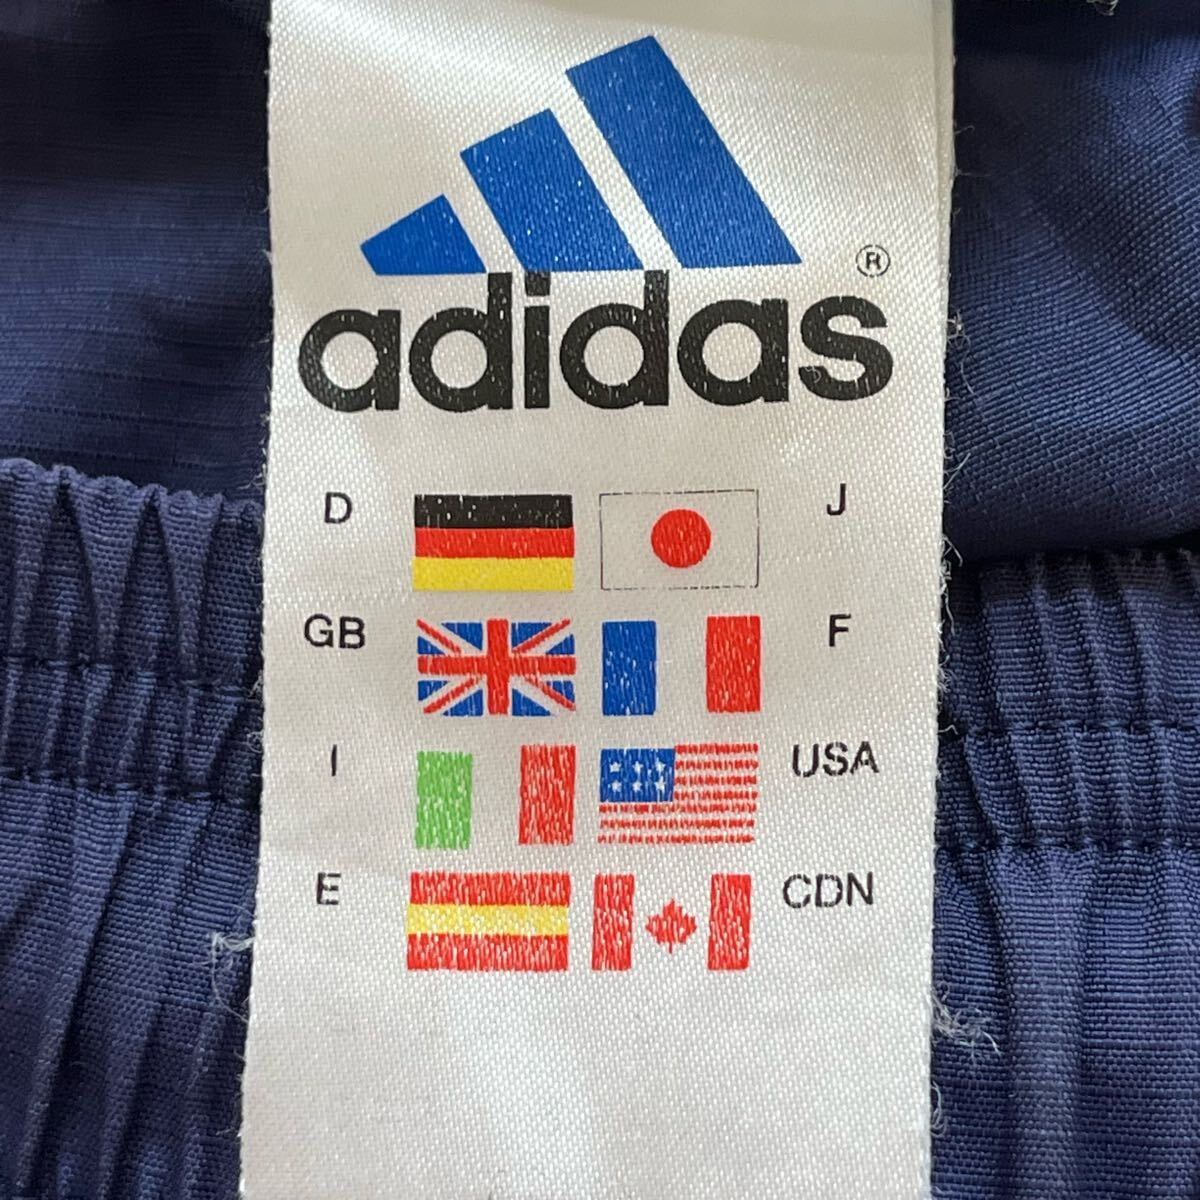 ®
adidas
D J
GB F
I USA
E CDN